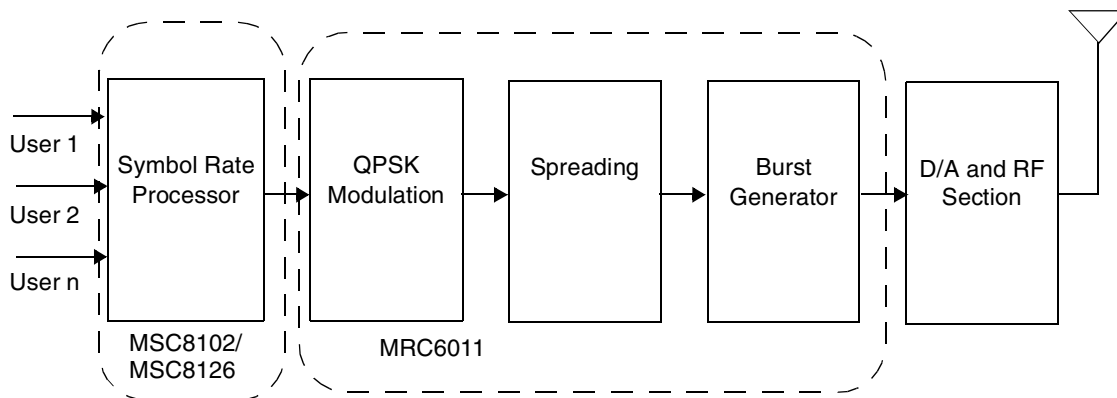 User 1
User 2
User n
Symbol Rate
Processor
MSC8102/
MSC8126
QPSK
Modulation
Spreading
Burst
Generator
MRC6011
D/A and RF
Section